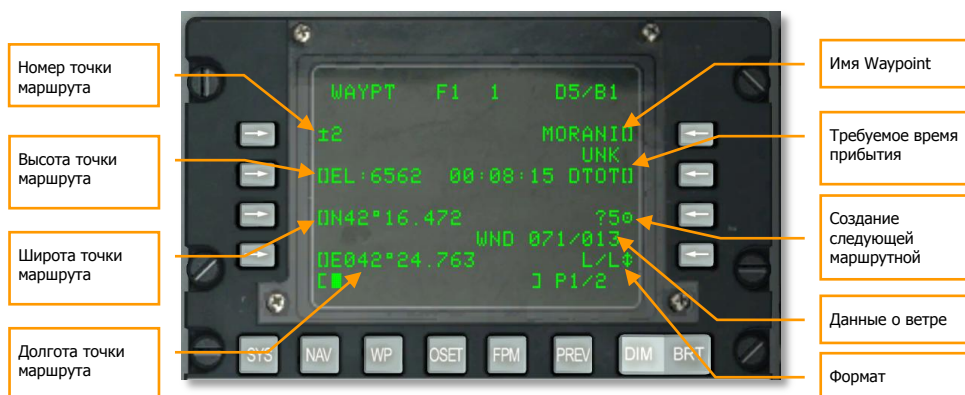 Номер точки
маршрута
Высота точки
маршрута
Широта точки
маршрута
Долгота точки
маршрута
WAYPT F1 1 D5/B1
±2 MORANI
UNK
EL:6562 00:08:15 DTOT
N42°16.472 ?5
WND 071/013
E042°24.763 L/L
[ ] P1/2
SYS NAV WP OSET FPM PREV DIM BRT
Имя Waypoint
Требуемое время
прибытия
Создание
следующей
маршрутной
Данные о ветре
Формат